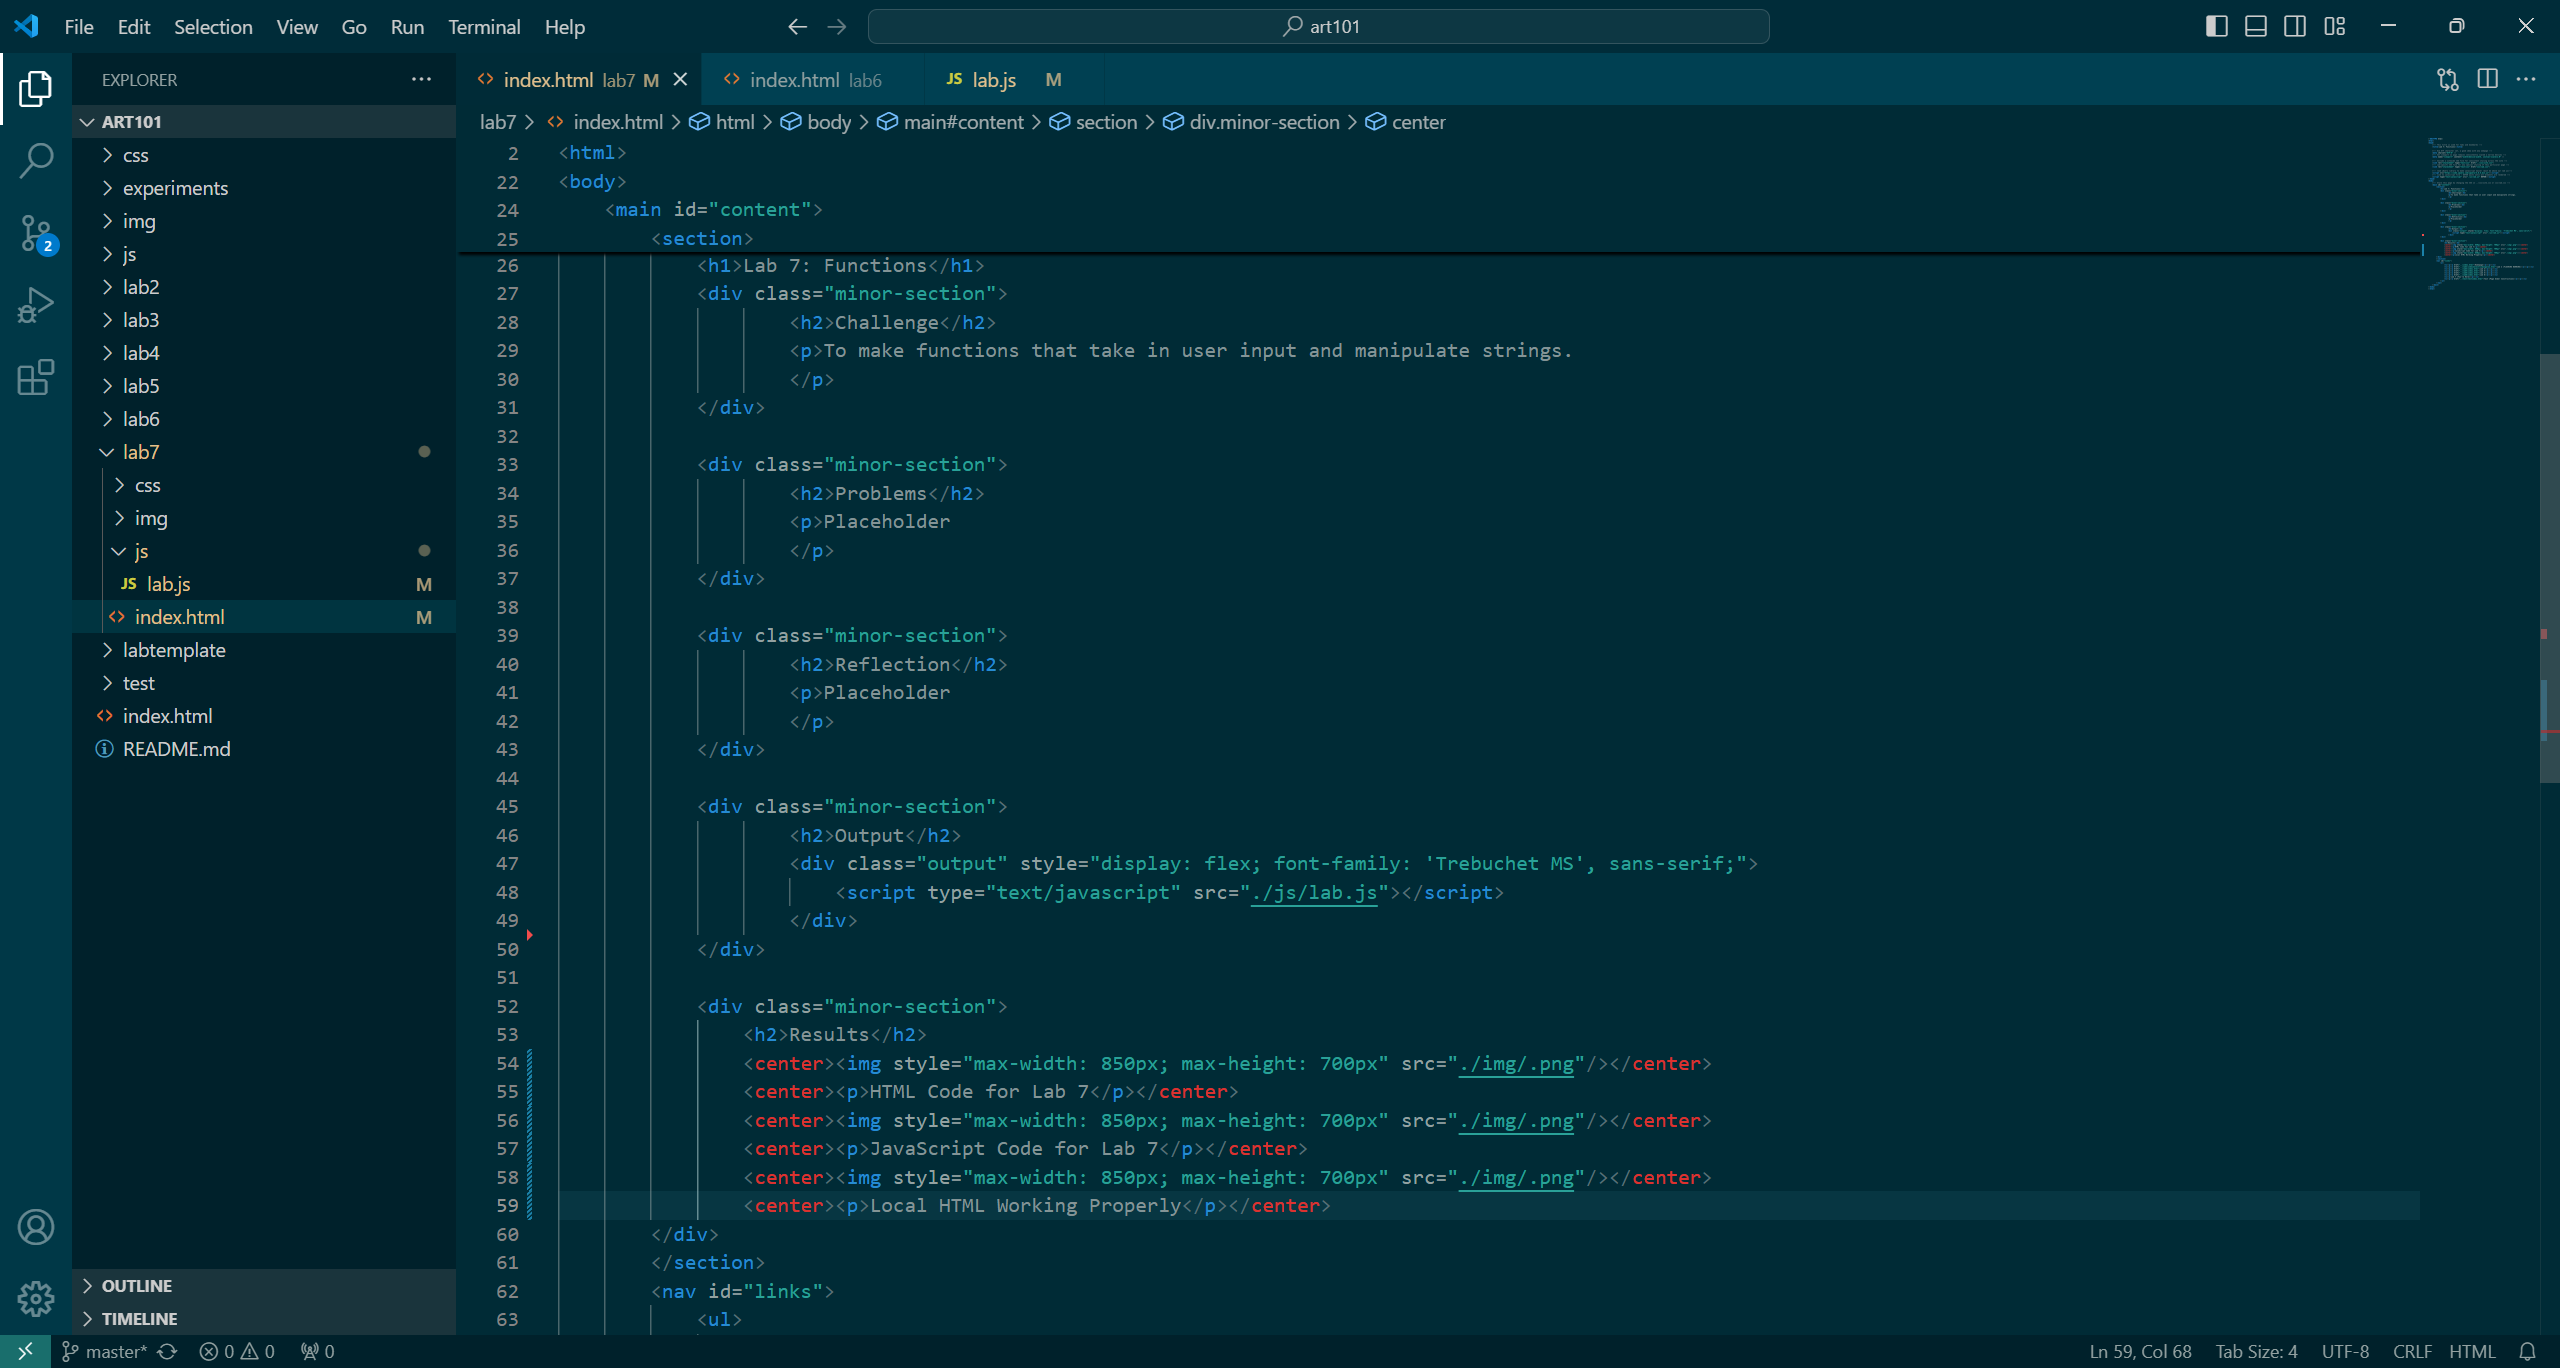 File Edit Selection View Go Run Terminal Help art101
EXPLORER
index.html lab7 M
index.html lab6
JS lab.js M
ART101
css
experiments
img
js
lab2
lab3
lab4
lab5
lab6
lab7
css
img
js
JS lab.js M
index.html M
labtemplate
test
index.html
README.md
OUTLINE
TIMELINE
2
lab7 > index.html > html > body > main#content > section > div.minor-section > center
2 <html>
22 <body>
24 <main id="content">
25 <section>
26 <h1>Lab 7: Functions</h1>
27 <div class="minor-section">
28 <h2>Challenge</h2>
29 <p>To make functions that take in user input and manipulate strings.
30 </p>
31 </div>
32
33 <div class="minor-section">
34 <h2>Problems</h2>
35 <p>Placeholder
36 </p>
37 </div>
38
39 <div class="minor-section">
40 <h2>Reflection</h2>
41 <p>Placeholder
42 </p>
43 </div>
44
45 <div class="minor-section">
46 <h2>Output</h2>
47 <div class="output" style="display: flex; font-family: 'Trebuchet MS', sans-serif;">
48 <script type="text/javascript" src="./js/lab.js"></script>
49 </div>
50 </div>
51
52 <div class="minor-section">
53 <h2>Results</h2>
54 <center><img style="max-width: 850px; max-height: 700px" src="./img/.png"/></center>
55 <center><p>HTML Code for Lab 7</p></center>
56 <center><img style="max-width: 850px; max-height: 700px" src="./img/.png"/></center>
57 <center><p>JavaScript Code for Lab 7</p></center>
58 <center><img style="max-width: 850px; max-height: 700px" src="./img/.png"/></center>
59 <center><p>Local HTML Working Properly</p></center>
60 </div>
61 </section>
62 <nav id="links">
63 <ul>
master* 0 0 0 Ln 59, Col 68 Tab Size: 4 UTF-8 CRLF HTML